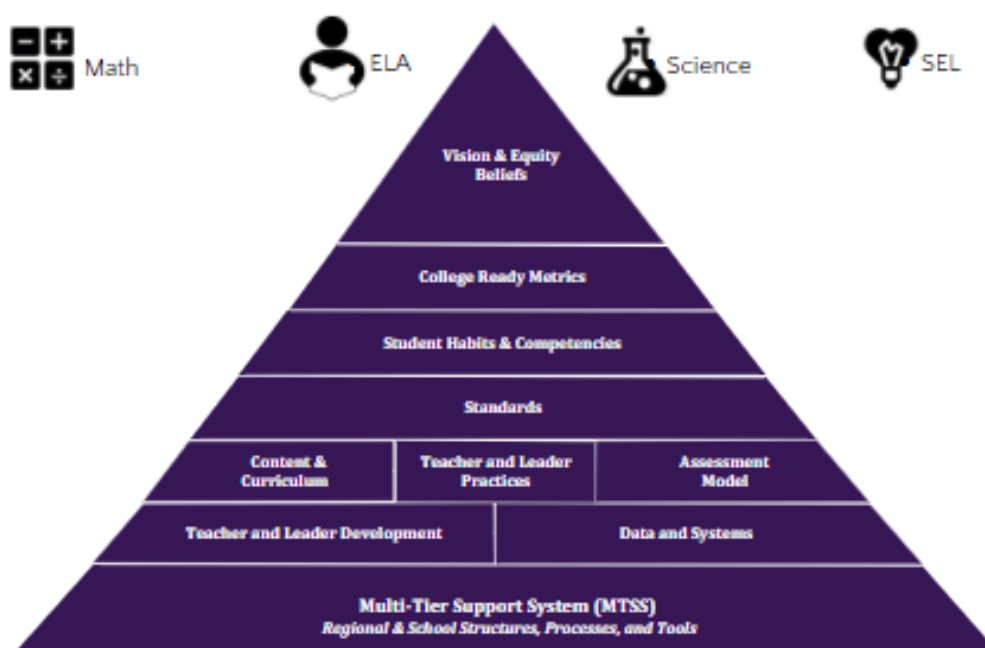 Math
ELA
Science
SEL
Vision & Equity
Beliefs
College Ready Metrics
Student Habits & Competencies
Standards
Content &
Curriculum
Teacher and Leader
Practices
Assessment
Model
Teacher and Leader Development
Data and Systems
Multi-Tier Support System (MTSS)
Regional & School Structures, Processes, and Tools